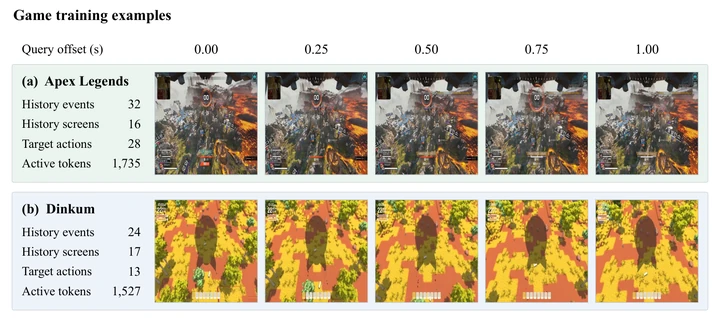 Game training examples
Query offset (s) 0.00 0.25 0.50 0.75 1.00
(a) Apex Legends
History events 32
History screens 16
Target actions 28
Active tokens 1,735
(b) Dinkum
History events 24
History screens 17
Target actions 13
Active tokens 1,527